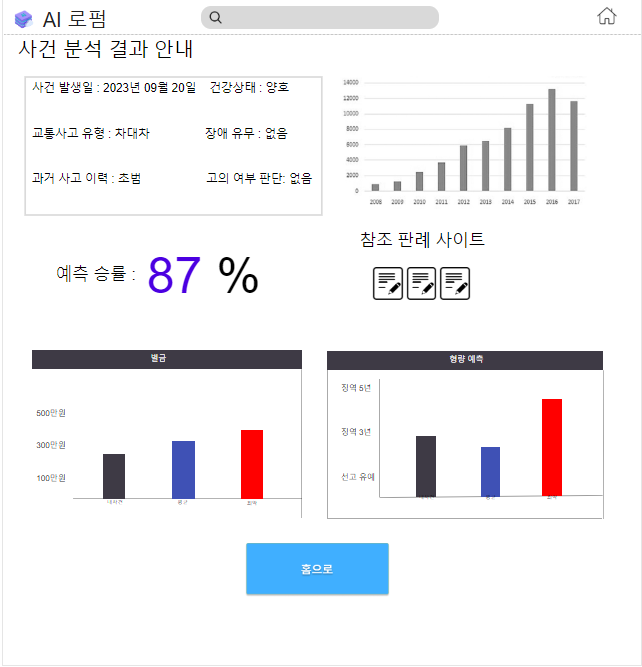 AI 로펌
사건 분석 결과 안내
사건 발생일 : 2023년 09월 20일 건강상태 : 양호
교통사고 유형 : 차대차 장애 유무 : 없음
과거 사고 이력 : 초범 고의 여부 판단: 없음
14000
12000
10000
8000
6000
4000
2000
0
2008 2009 2010 2011 2012 2013 2014 2015 2016 2017
참조 판례 사이트
예측 승률 : 87 %
벌금
500만원
300만원
100만원
평균
형량 예측
징역 5년
징역 3년
선고 유예
평균
홈으로